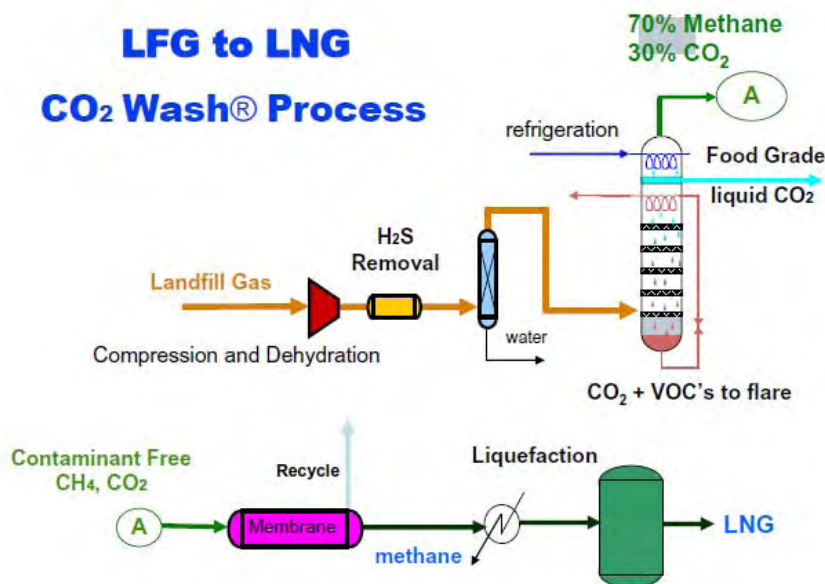 LFG to LNG
CO₂ Wash® Process
70% Methane
30% CO₂
A
refrigeration
Food Grade
liquid CO₂
H₂S
Removal
Landfill Gas
Compression and Dehydration
water
CO₂ + VOC's to flare
Contaminant Free
CH₄, CO₂
Recycle
Liquefaction
A
Membrane
methane
LNG